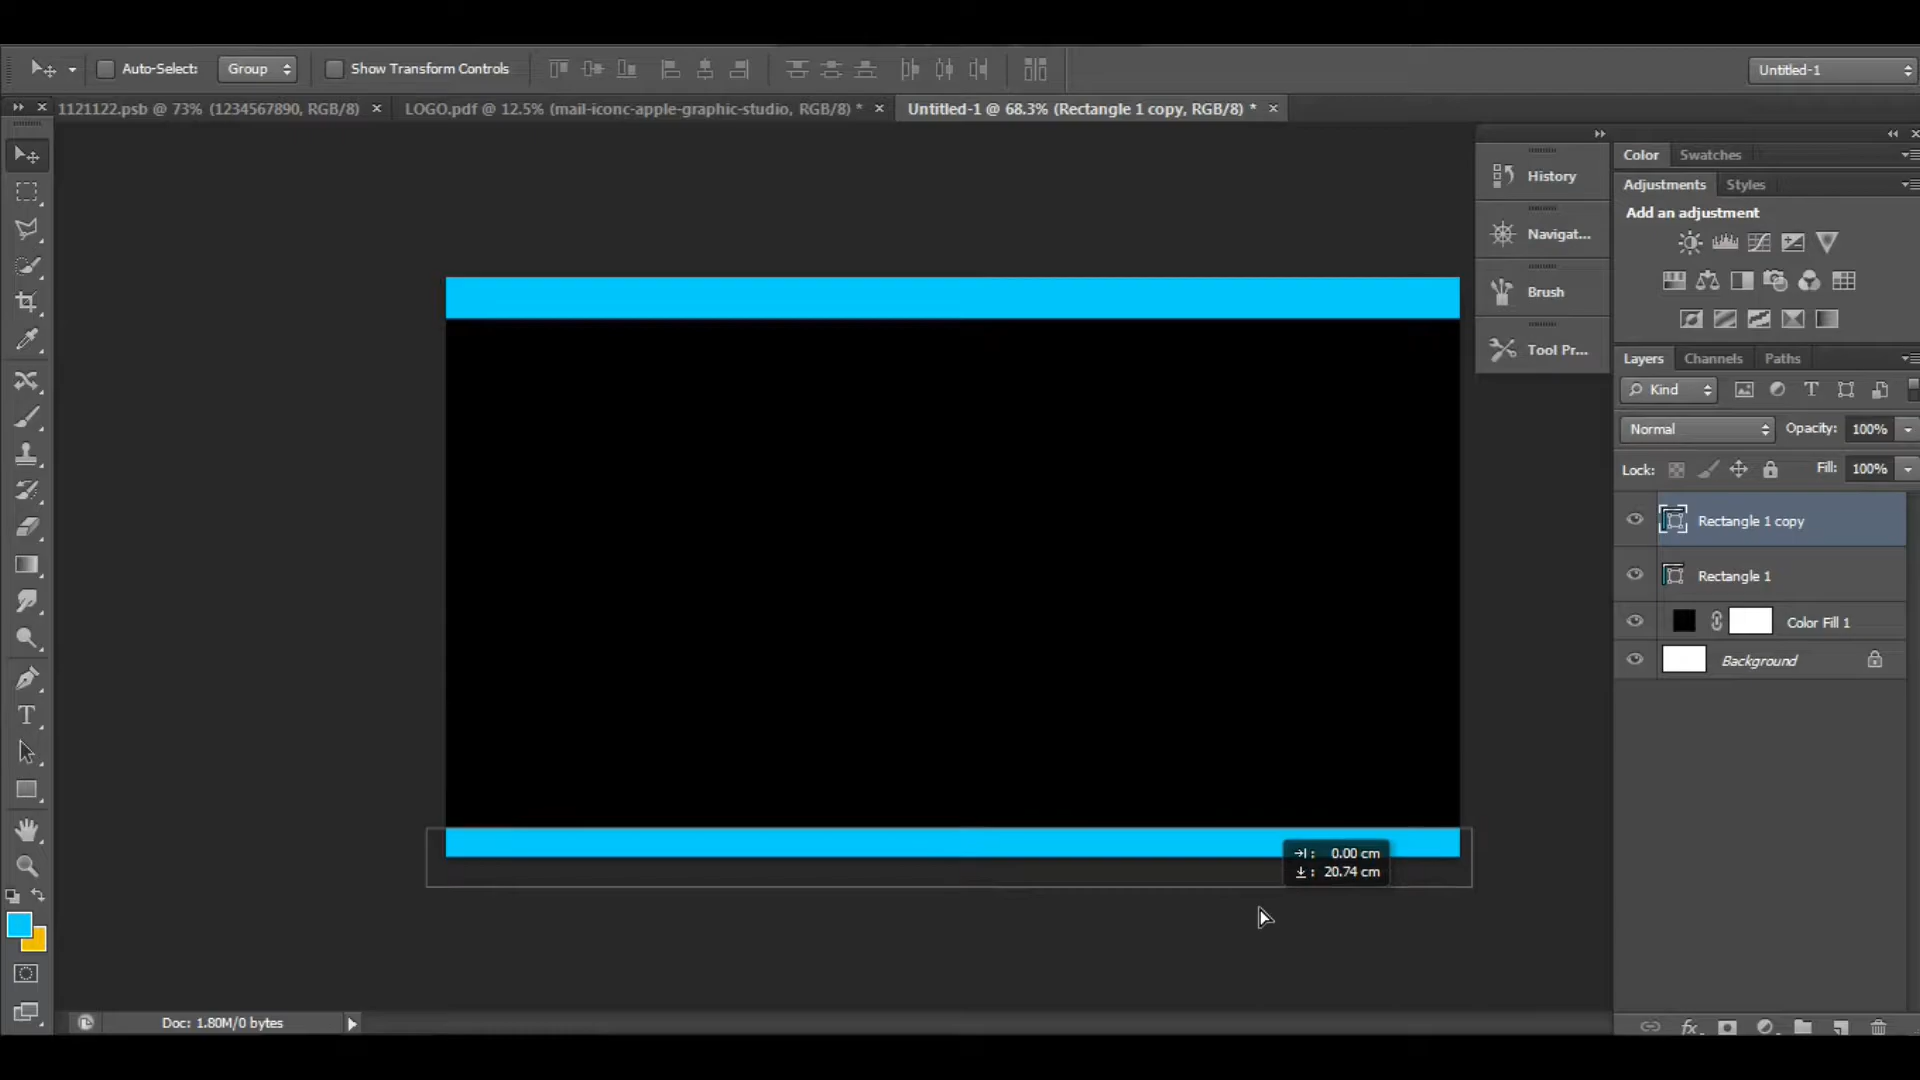 Auto-Select: Group Show Transform Controls Untitled-1
1121122.psb @ 73% (1234567890, RGB/8) × LOGO.pdf @ 12.5% (mail-iconc-apple-graphic-studio, RGB/8) * × Untitled-1 @ 68.3% (Rectangle 1 copy, RGB/8) * ×
History
Navigat...
Brush
Tool Pr...
Color Swatches
Adjustments Styles
Add an adjustment
Layers Channels Paths
Kind
Normal Opacity: 100%
Lock: Fill: 100%
Rectangle 1 copy
Rectangle 1
Color Fill 1
Background
0.00 cm
20.74 cm
Doc: 1.80M/0 bytes